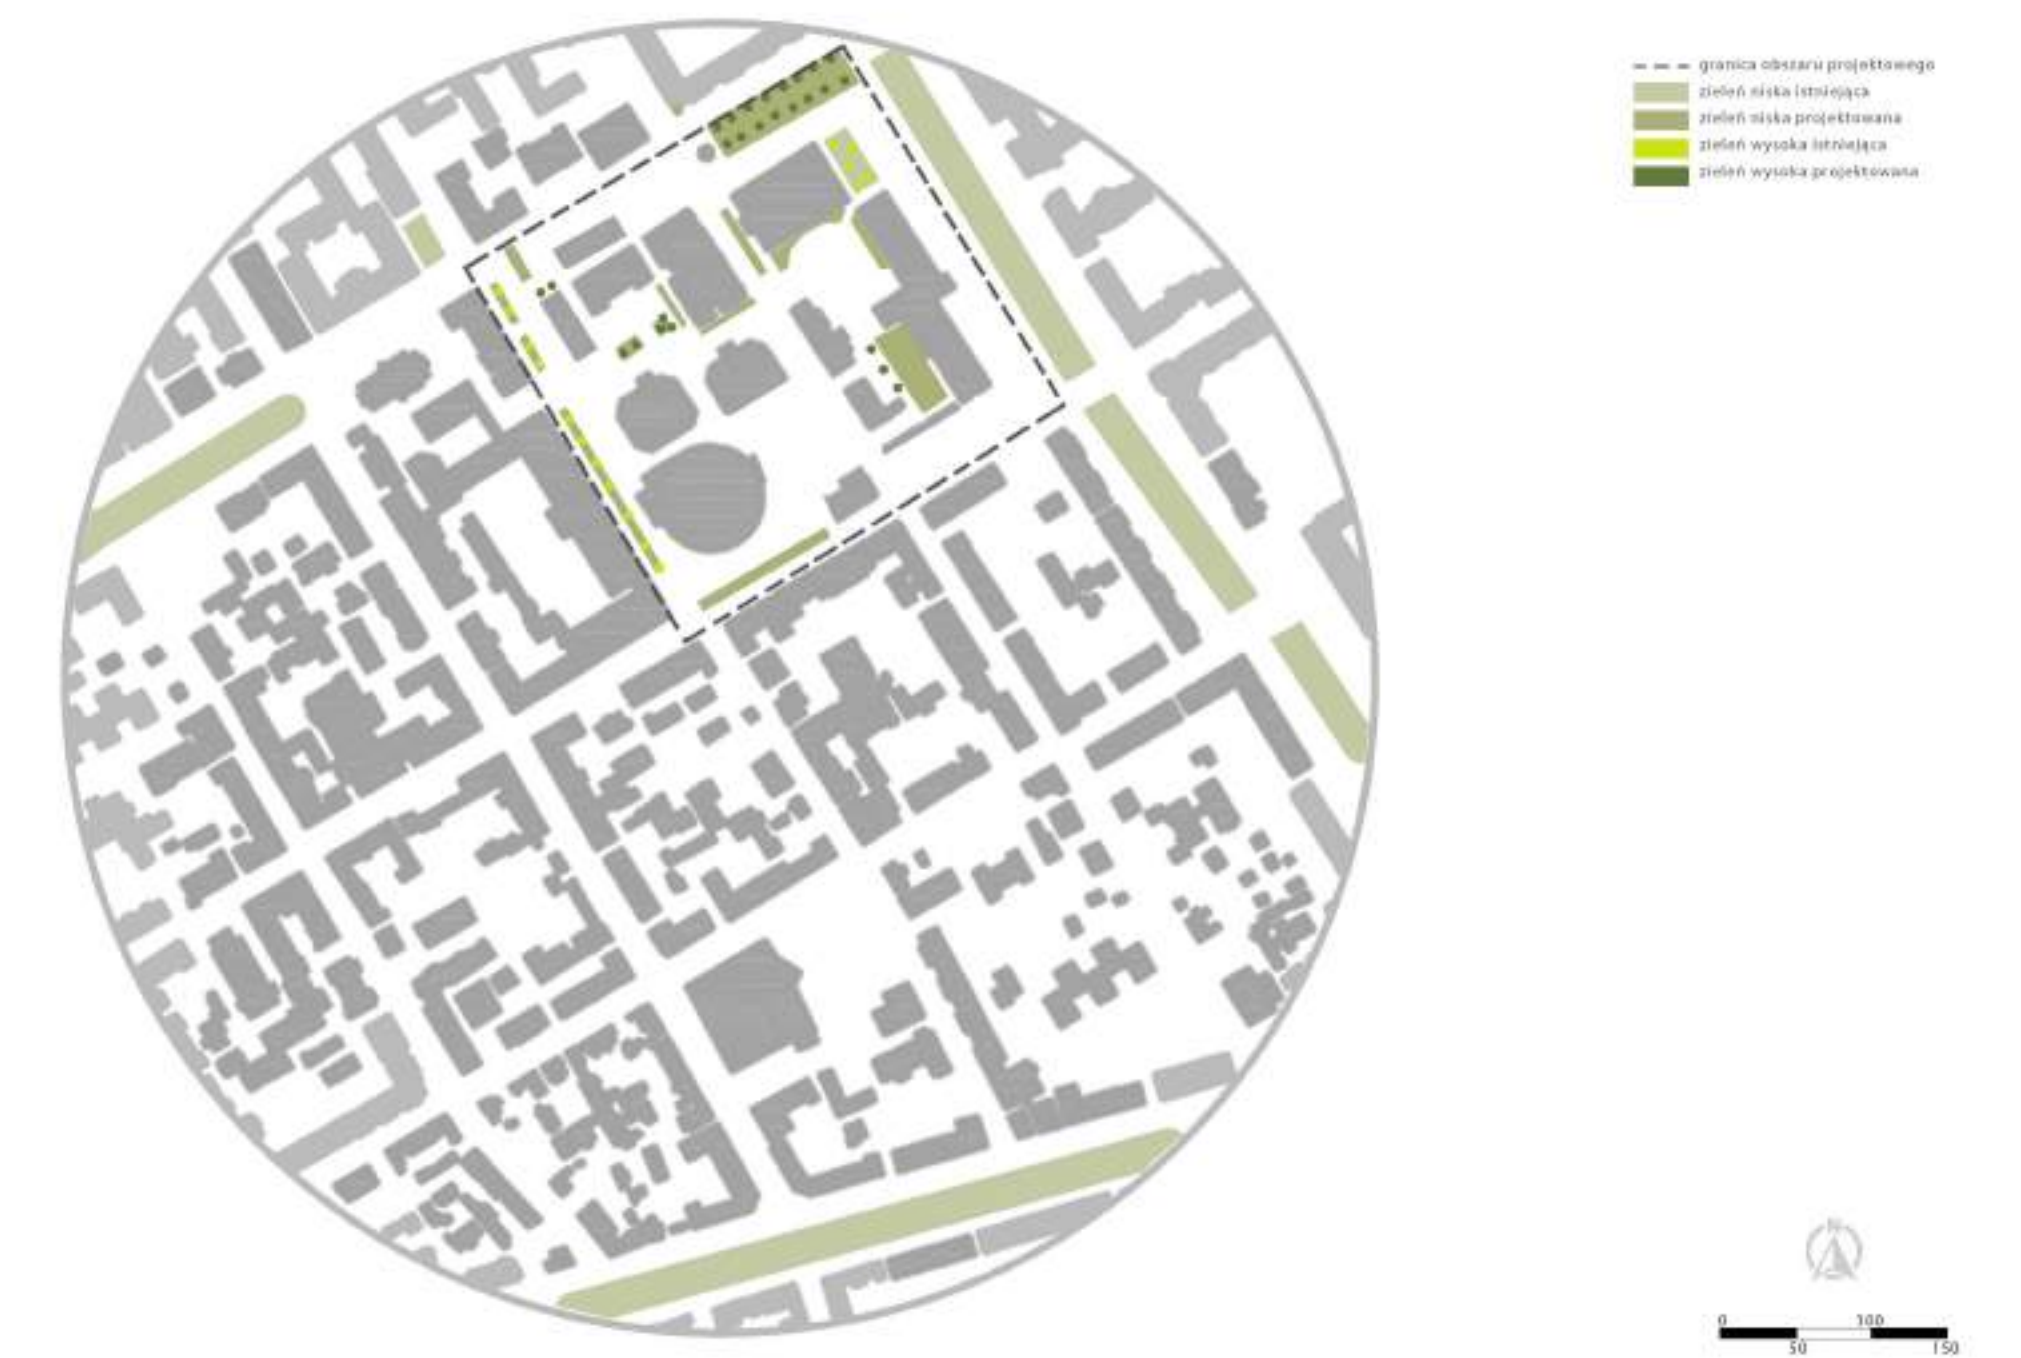 granica obszaru projektowego
zieleń niska istniejąca
zieleń niska projektowana
zieleń wysoka istniejąca
zieleń wysoka projektowana
N
0 100
50 150